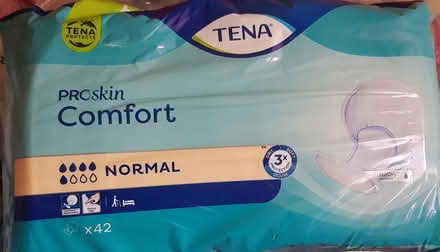 TENA
PROTECTS
TENA
PROskin
Comfort
NORMAL
3x
x42